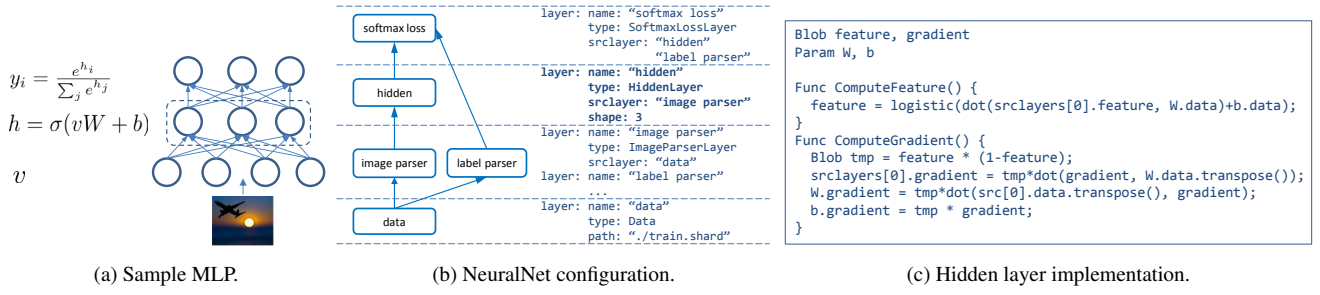 y_i = e^{h_i} / ∑_j e^{h_j}
h = σ(vW + b)
v
(a) Sample MLP.
softmax loss
hidden
image parser
label parser
data
layer: name: “softmax loss”
type: SoftmaxLossLayer
srclayer: “hidden”
“label parser”
layer: name: “hidden”
type: HiddenLayer
srclayer: “image parser”
shape: 3
layer: name: “image parser”
type: ImageParserLayer
srclayer: “data”
layer: name: “label parser”
...
layer: name: “data”
type: Data
path: “./train.shard”
(b) NeuralNet configuration.
Blob feature, gradient
Param W, b
Func ComputeFeature() {
feature = logistic(dot(srclayers[0].feature, W.data)+b.data);
}
Func ComputeGradient() {
Blob tmp = feature * (1-feature);
srclayers[0].gradient = tmp*dot(gradient, W.data.transpose());
W.gradient = tmp*dot(src[0].data.transpose(), gradient);
b.gradient = tmp * gradient;
}
(c) Hidden layer implementation.